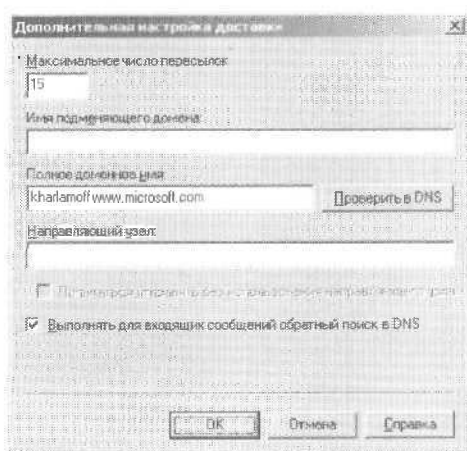 Дополнительная настройка доставки
Максимальное число пересылок:
15
Имя подменяющего домена:
Полное доменное имя:
kharlamoff www.microsoft.com
Проверить в DNS
Направляющий узел:
Выполнять для входящих сообщений обратный поиск в DNS
OK
Отмена
Справка